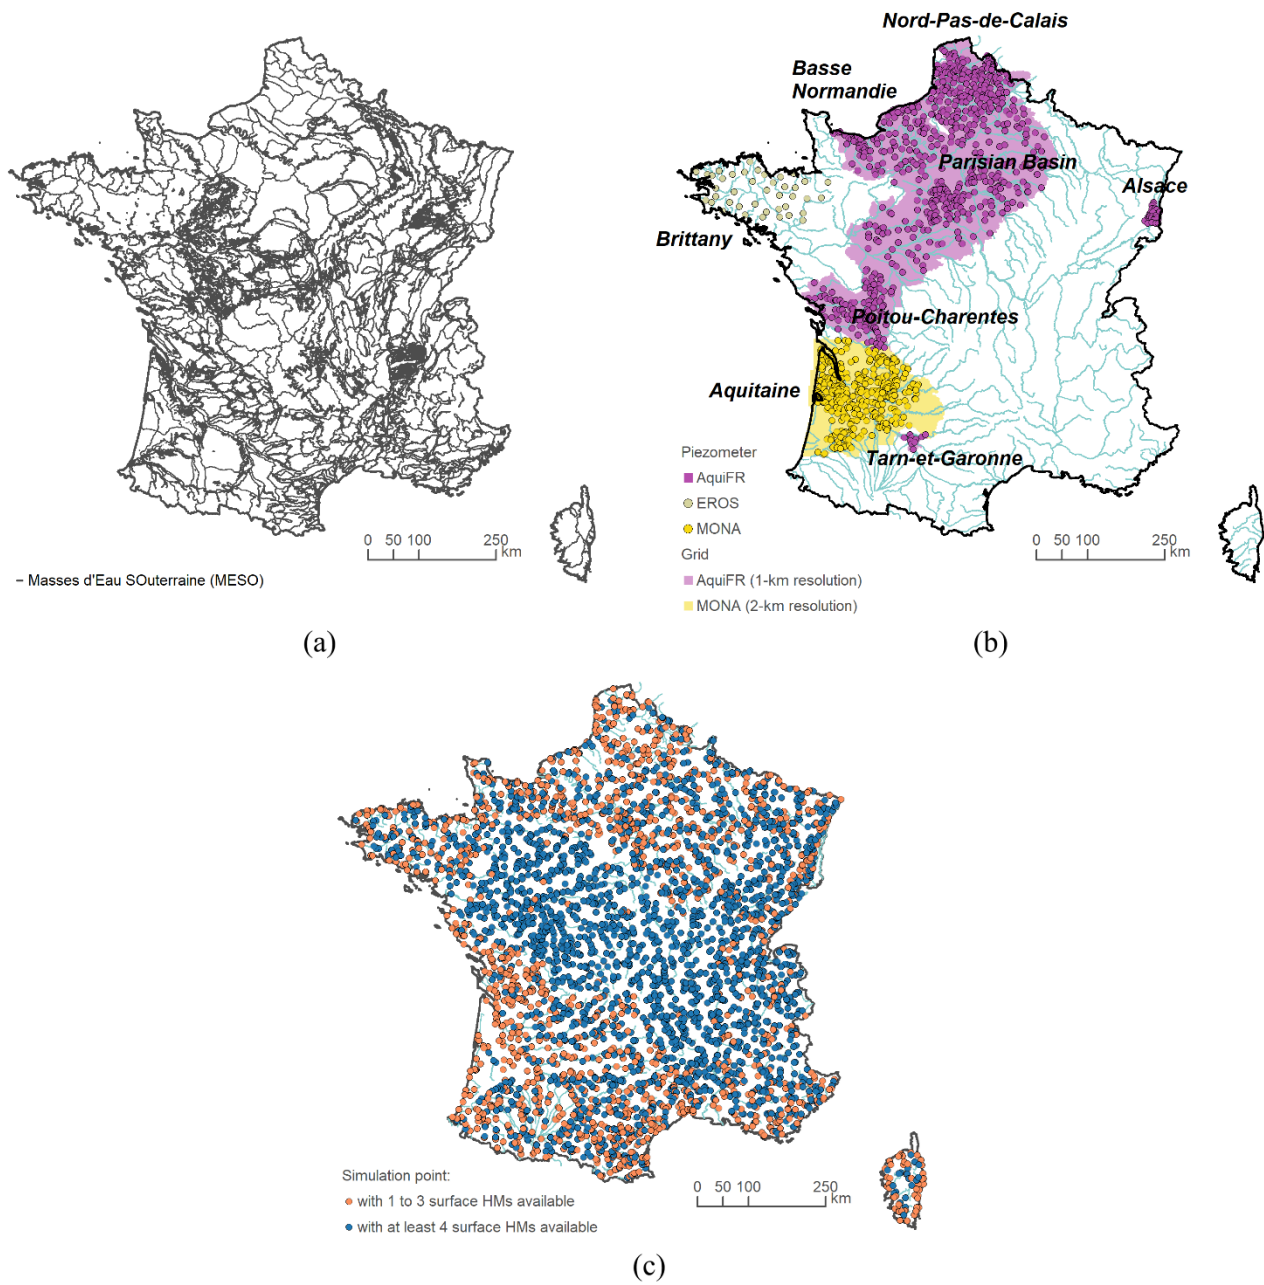 Nord-Pas-de-Calais
Basse
Normandie
Parisian Basin
Alsace
Brittany
Poitou-Charentes
Aquitaine
Tarn-et-Garonne
Piezometer
AquiFR
EROS
MONA
Grid
AquiFR (1-km resolution)
MONA (2-km resolution)
0 50 100 250
km
0 50 100 250
km
Masses d'Eau SOuterraine (MESO)
(a)
(b)
Simulation point:
with 1 to 3 surface HMs available
with at least 4 surface HMs available
0 50 100 250
km
(c)